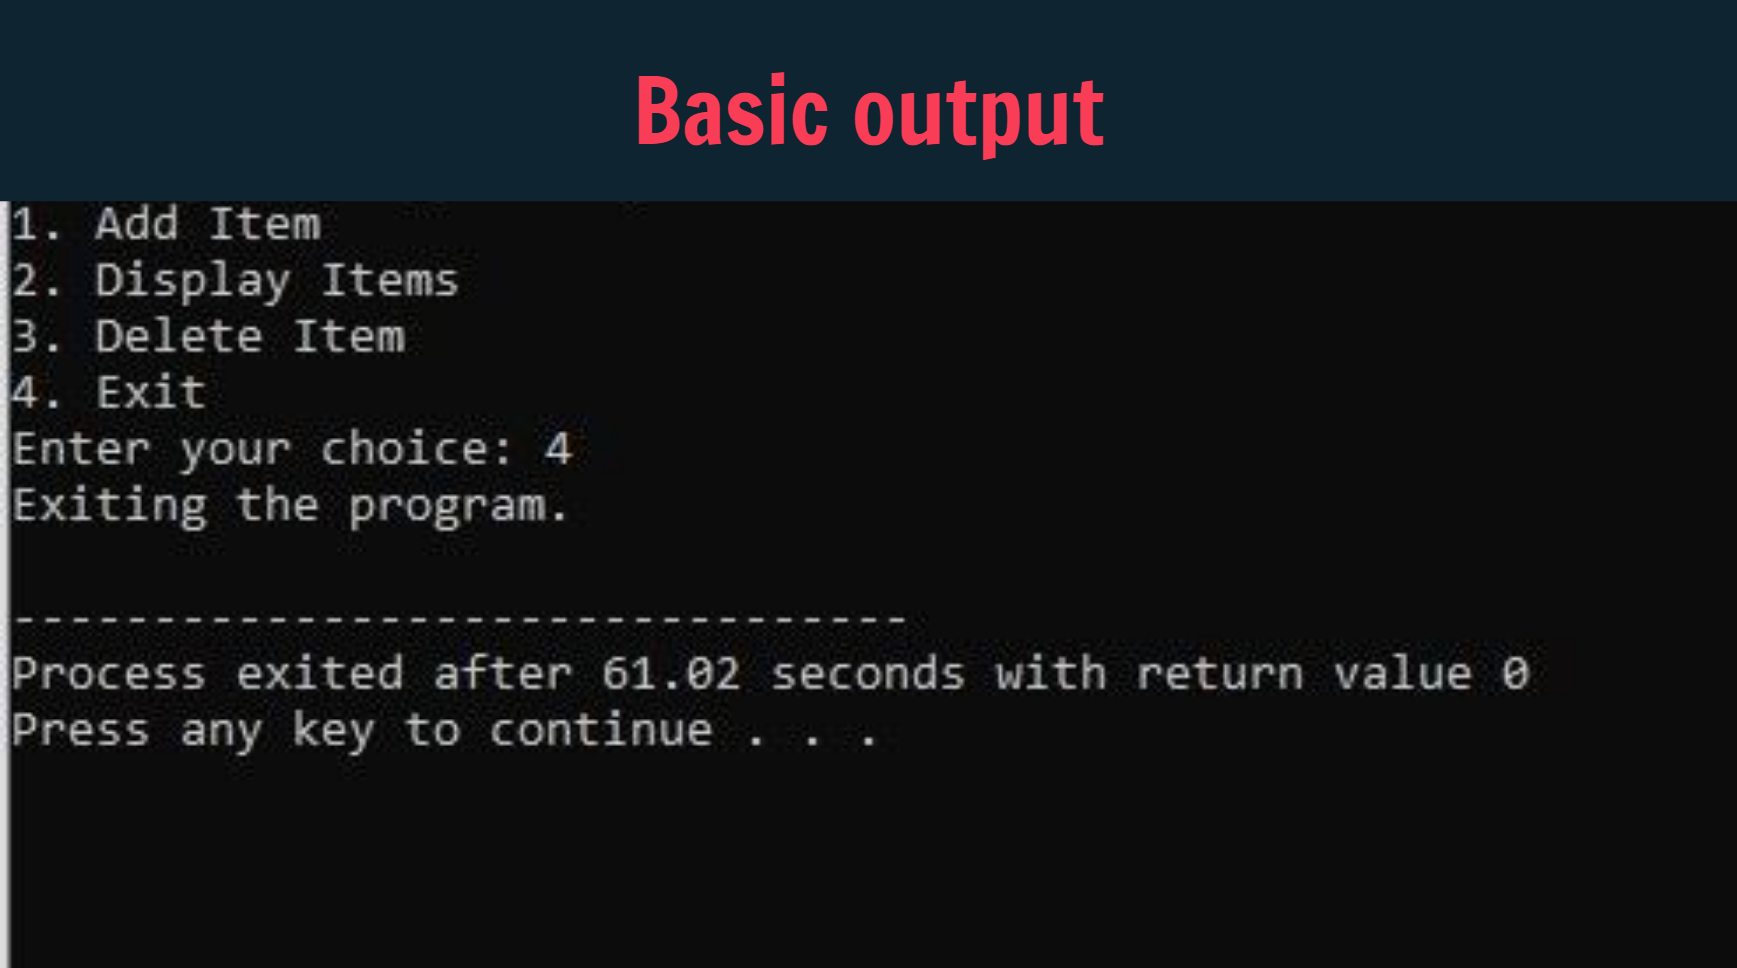 Basic output
1. Add Item
2. Display Items
3. Delete Item
4. Exit
Enter your choice: 4
Exiting the program.
--------------------------------
Process exited after 61.02 seconds with return value 0
Press any key to continue . . .